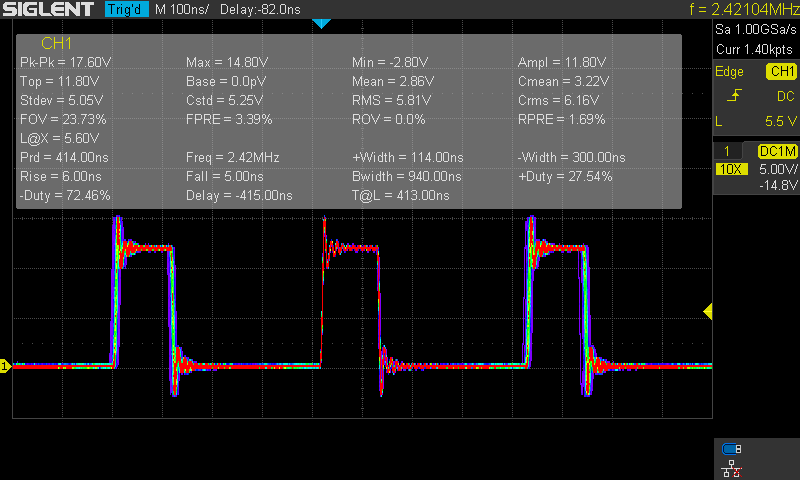 SIGLENT Trig'd M 100ns/ Delay:-82.0ns f = 2.42104MHz
Sa 1.00GSa/s
Curr 1.40kpts
CH1
Edge CH1
DC
L 5.5 V
1 DC1M
10X 5.00V/
-14.8V
Pk-Pk = 17.60V Max = 14.80V Min = -2.80V Ampl = 11.80V
Top = 11.80V Base = 0.0pV Mean = 2.86V Cmean = 3.22V
Stdev = 5.05V Cstd = 5.25V RMS = 5.81V Crms = 6.16V
FOV = 23.73% FPRE = 3.39% ROV = 0.0% RPRE = 1.69%
L@X = 5.60V
Prd = 414.00ns Freq = 2.42MHz +Width = 114.00ns -Width = 300.00ns
Rise = 6.00ns Fall = 5.00ns Bwidth = 940.00ns +Duty = 27.54%
-Duty = 72.46% Delay = -415.00ns T@L = 413.00ns
1